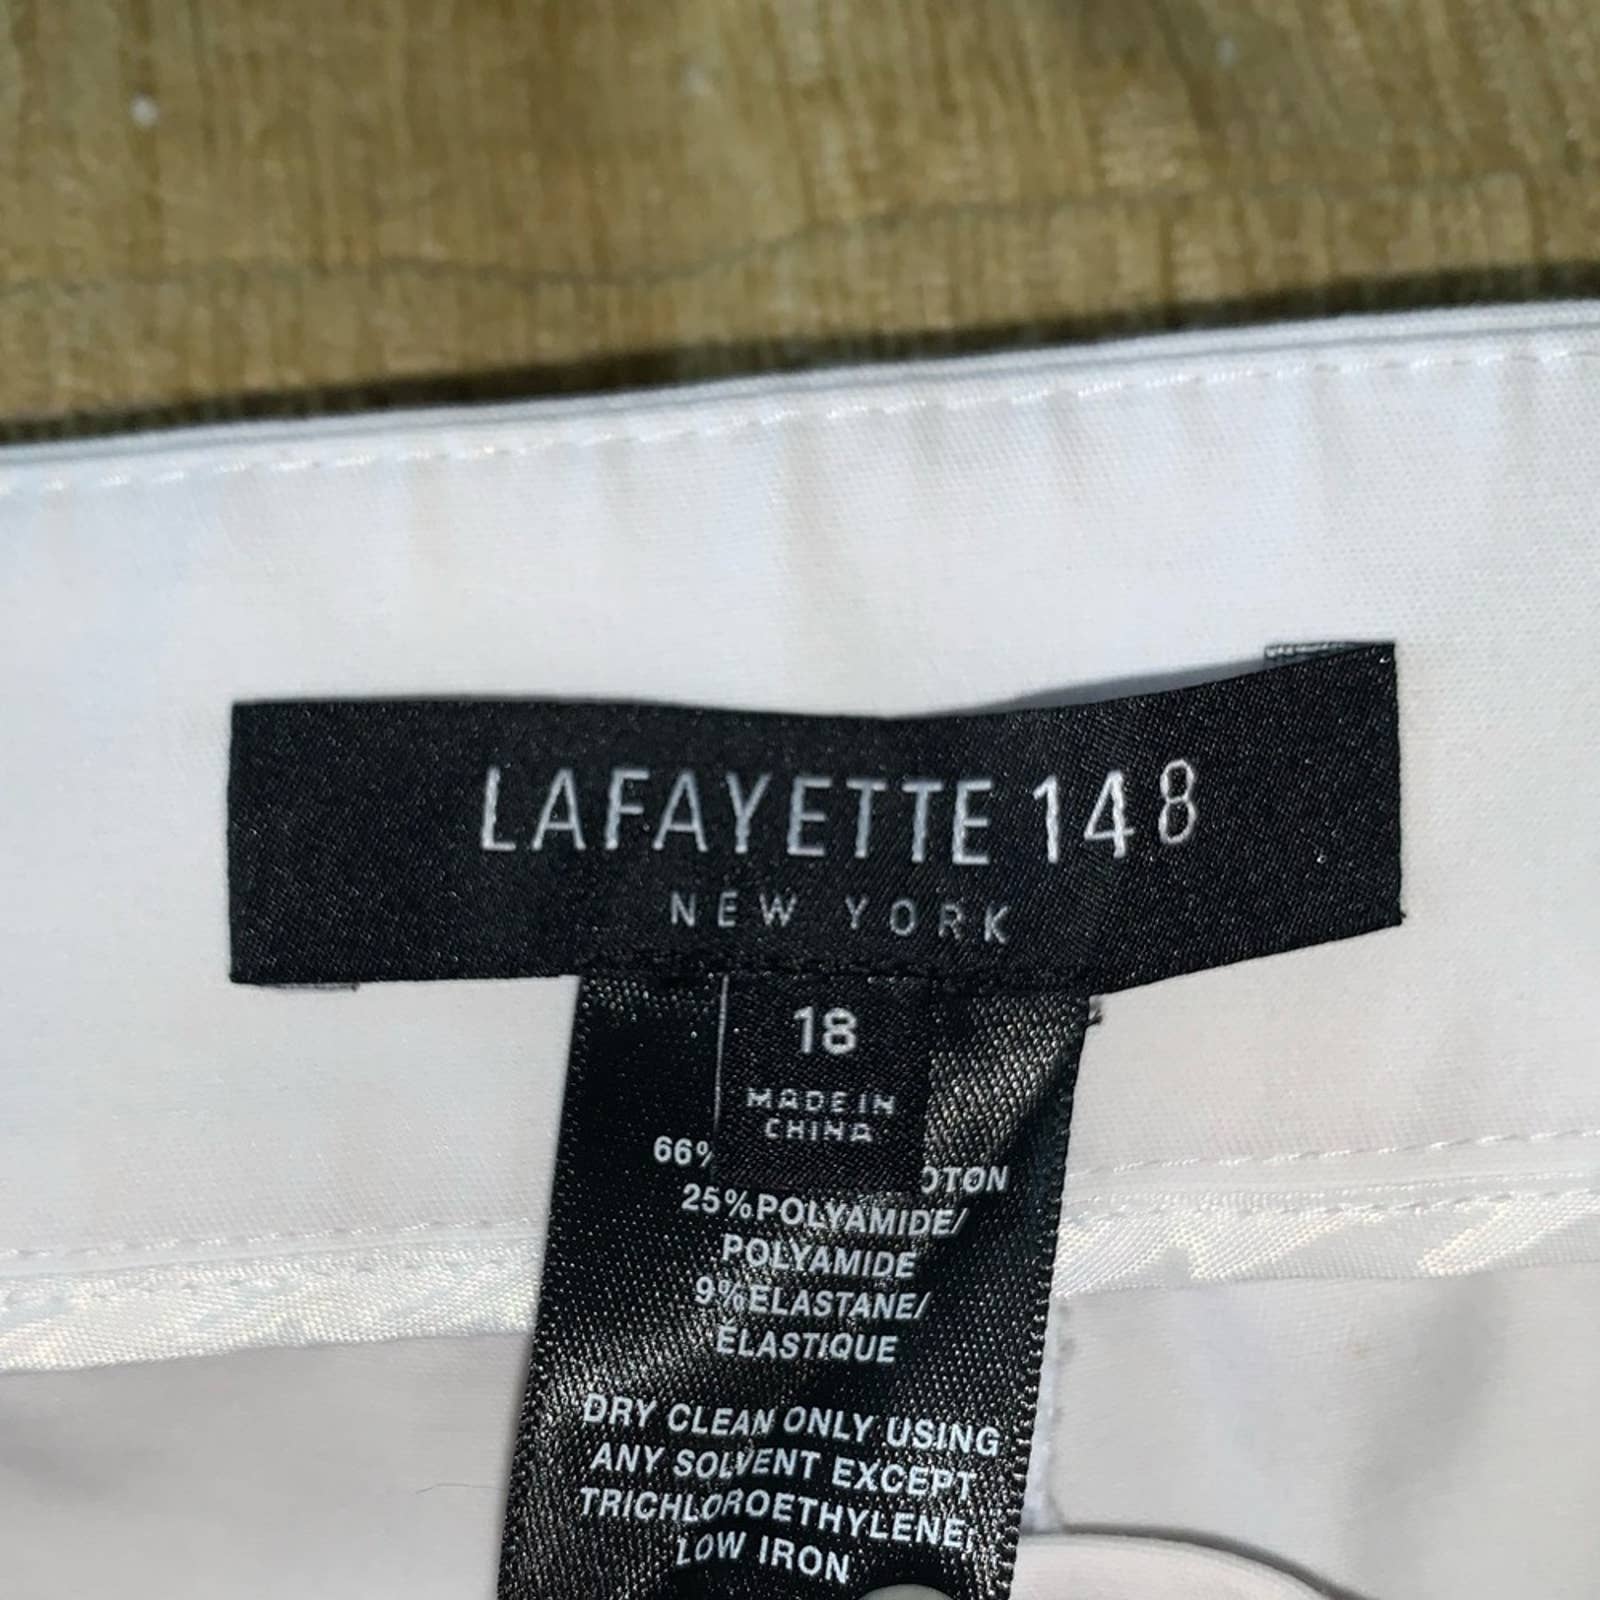 LAFAYETTE 148
NEW YORK
18
MADE IN
CHINA
66%
25%POLYAMIDE/
POLYAMIDE
9%ELASTANE/
ÉLASTIQUE
DRY CLEAN ONLY USING
ANY SOLVENT EXCEPT
TRICHLOROETHYLENE,
LOW IRON